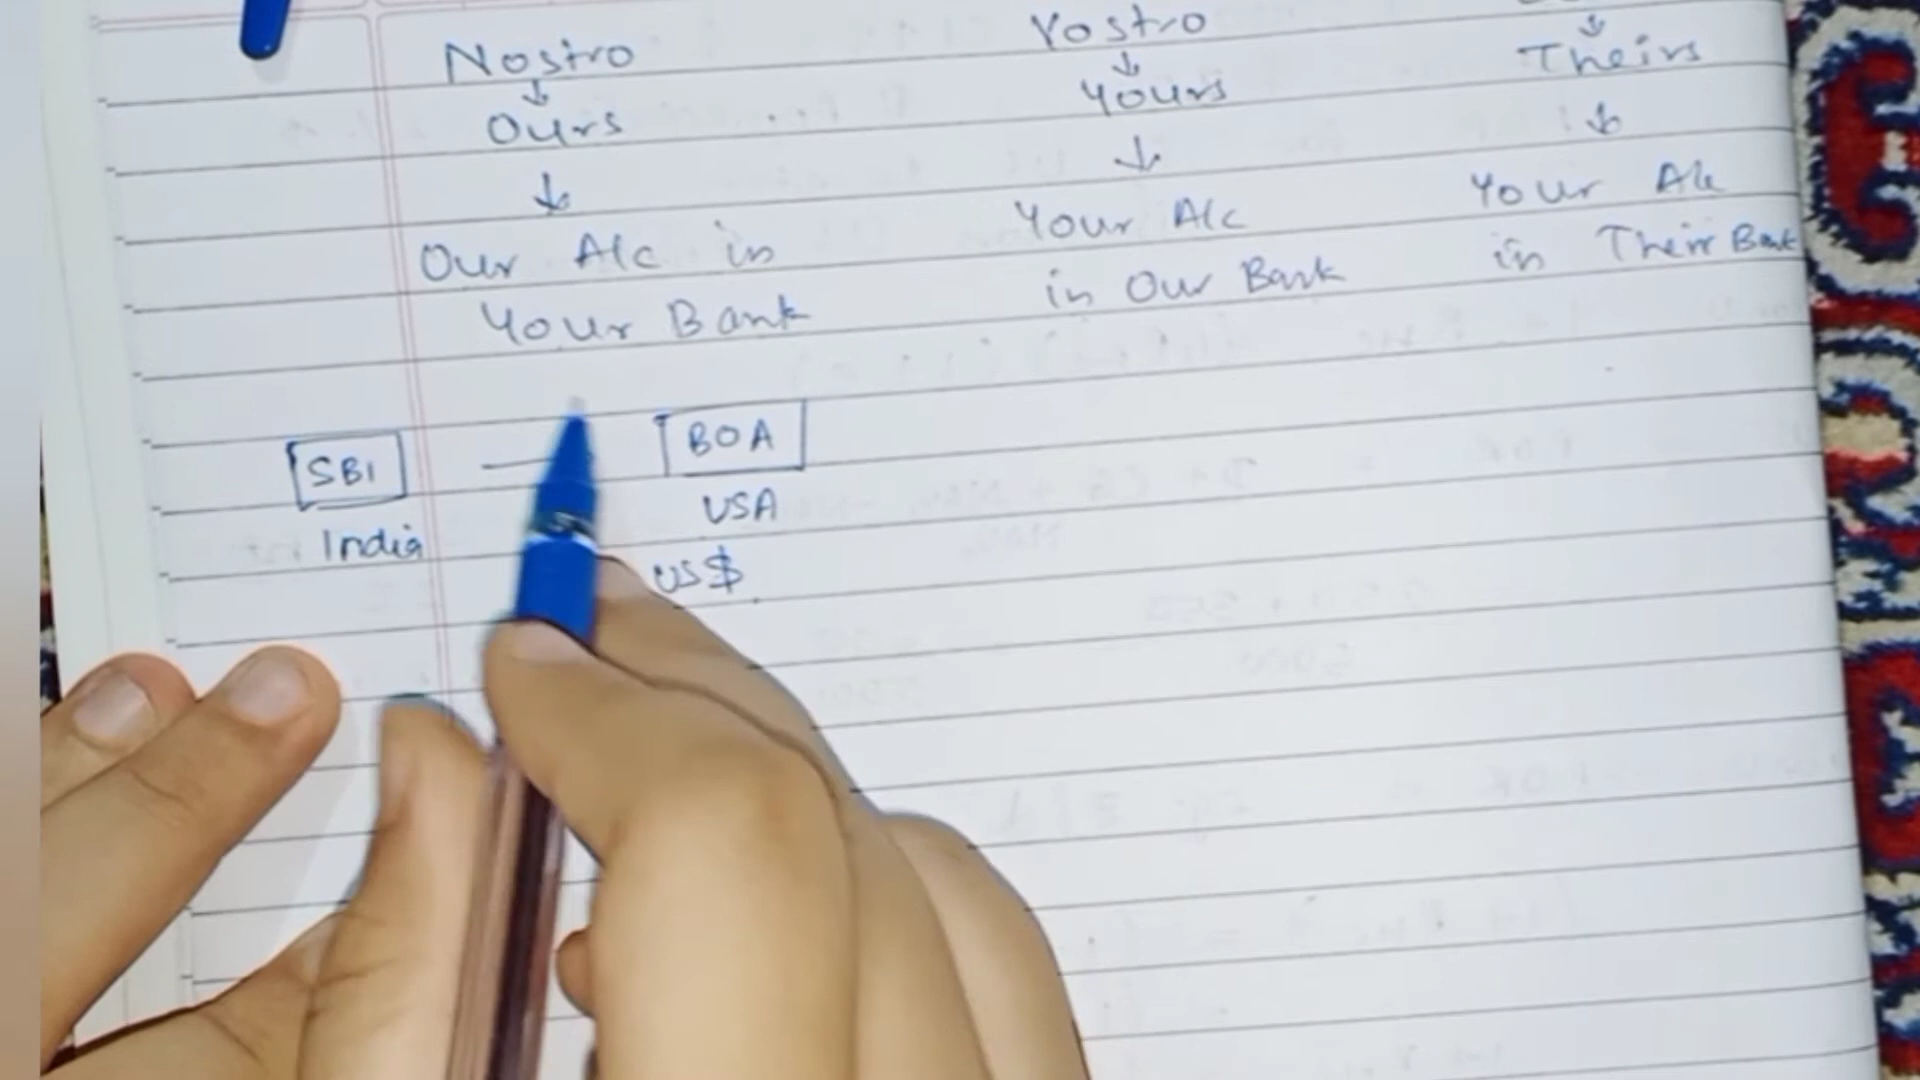 Nostro Vostro
↓ ↓ ↓
Ours Yours Theirs
↓ ↓ ↓
Our A/c in Your A/c Your A/c
Your Bank in Our Bank in Their Bank
SBI — BOA
India USA
US $